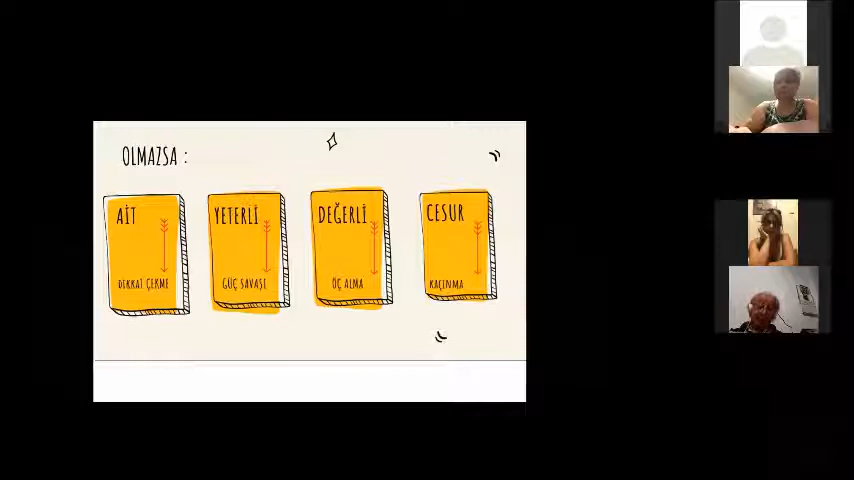 OLMAZSA :
AİT
DİKKAT ÇEKME
YETERLİ
GÜÇ SAVAŞI
DEĞERLİ
ÖÇ ALMA
CESUR
KAÇINMA